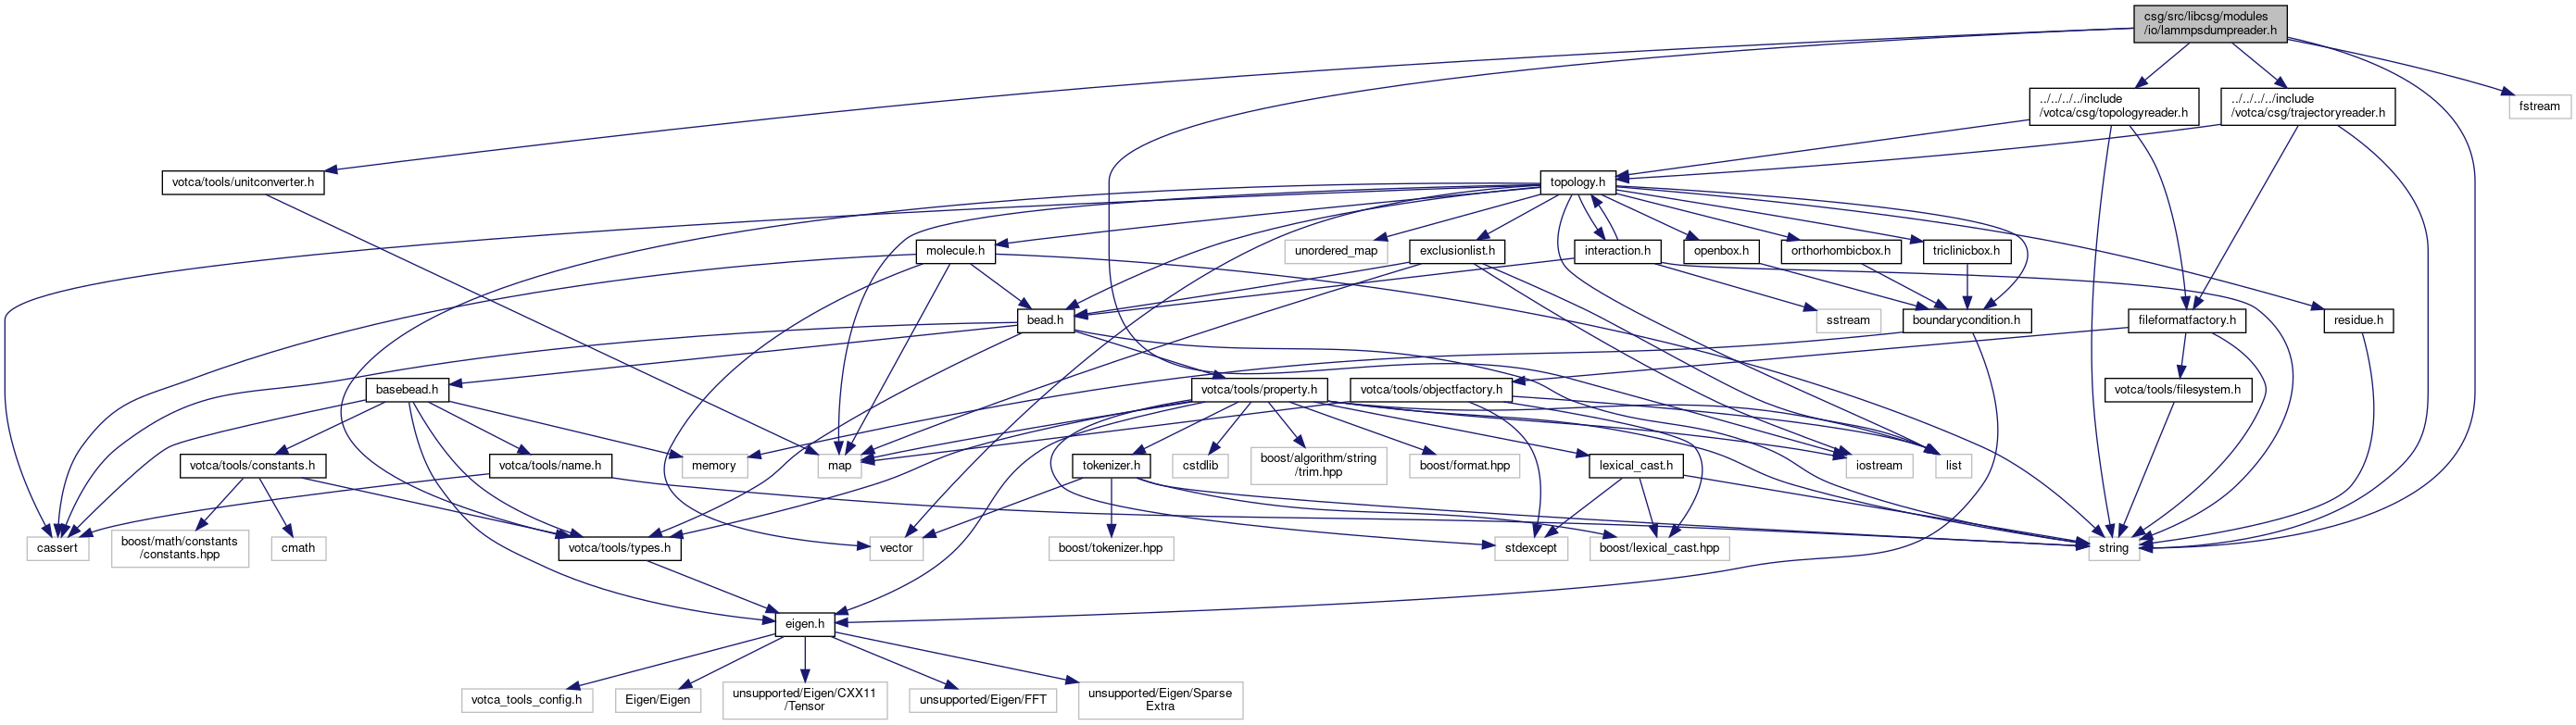 csg/src/libcsg/modules
/io/lammpsdumpreader.h
../../../../include
/votca/csg/topologyreader.h
../../../../include
/votca/csg/trajectoryreader.h
fstream
votca/tools/unitconverter.h
topology.h
molecule.h
unordered_map
exclusionlist.h
interaction.h
openbox.h
orthorhombicbox.h
triclinicbox.h
bead.h
sstream
boundarycondition.h
fileformatfactory.h
residue.h
basebead.h
votca/tools/property.h
votca/tools/objectfactory.h
votca/tools/filesystem.h
votca/tools/constants.h
votca/tools/name.h
memory
map
tokenizer.h
cstdlib
boost/algorithm/string
/trim.hpp
boost/format.hpp
lexical_cast.h
iostream
list
cassert
boost/math/constants
/constants.hpp
cmath
votca/tools/types.h
vector
boost/tokenizer.hpp
stdexcept
boost/lexical_cast.hpp
string
eigen.h
votca_tools_config.h
Eigen/Eigen
unsupported/Eigen/CXX11
/Tensor
unsupported/Eigen/FFT
unsupported/Eigen/Sparse
Extra